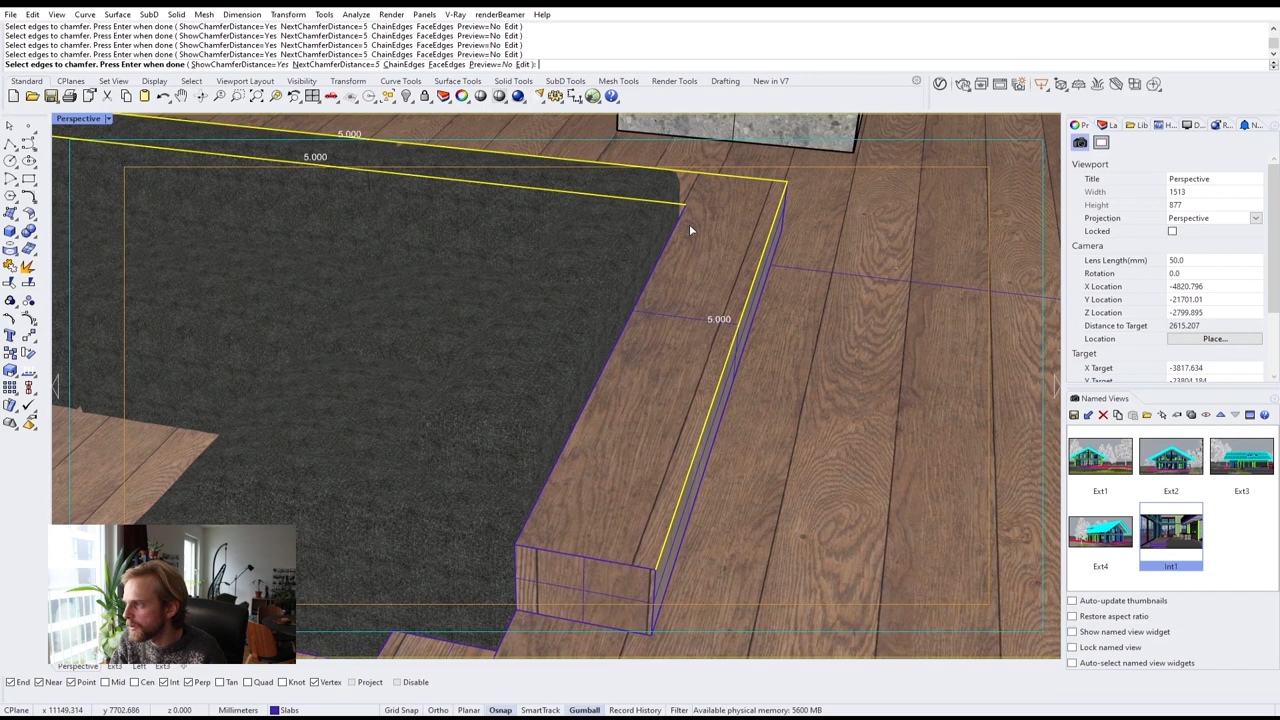 File Edit View Curve Surface SubD Solid Mesh Dimension Transform Tools Analyze Render Panels V-Ray renderBeamer Help
Select edges to chamfer. Press Enter when done ( ShowChamferDistance=Yes NextChamferDistance=5 ChainEdges FaceEdges Preview=No Edit )
Select edges to chamfer. Press Enter when done ( ShowChamferDistance=Yes NextChamferDistance=5 ChainEdges FaceEdges Preview=No Edit )
Select edges to chamfer. Press Enter when done ( ShowChamferDistance=Yes NextChamferDistance=5 ChainEdges FaceEdges Preview=No Edit )
Select edges to chamfer. Press Enter when done ( ShowChamferDistance=Yes NextChamferDistance=5 ChainEdges FaceEdges Preview=No Edit )
Select edges to chamfer. Press Enter when done ( ShowChamferDistance=Yes NextChamferDistance=5 ChainEdges FaceEdges Preview=No Edit ):
Standard CPlanes Set View Display Select Viewport Layout Visibility Transform Curve Tools Surface Tools Solid Tools SubD Tools Mesh Tools Render Tools Drafting New in V7
Perspective
5.000
5.000
5.000
Pr La Lib H... D... R... N...
Viewport
Title Perspective
Width 1513
Height 877
Projection Perspective
Locked
Camera
Lens Length(mm) 50.0
Rotation 0.0
X Location -4820.796
Y Location -21701.01
Z Location -2799.895
Distance to Target 2615.207
Location Place...
Target
X Target -3817.634
Y Target -23804.184
Named Views
Ext1 Ext2 Ext3
Ext4 Int1
Auto-update thumbnails
Restore aspect ratio
Show named view widget
Lock named view
Auto-select named view widgets
Perspective Ext3 Left Ext3
End Near Point Mid Cen Int Perp Tan Quad Knot Vertex Project Disable
CPlane x 11149.314 y 7702.686 z 0.000 Millimeters Slabs Grid Snap Ortho Planar Osnap SmartTrack Gumball Record History Filter Available physical memory: 5600 MB